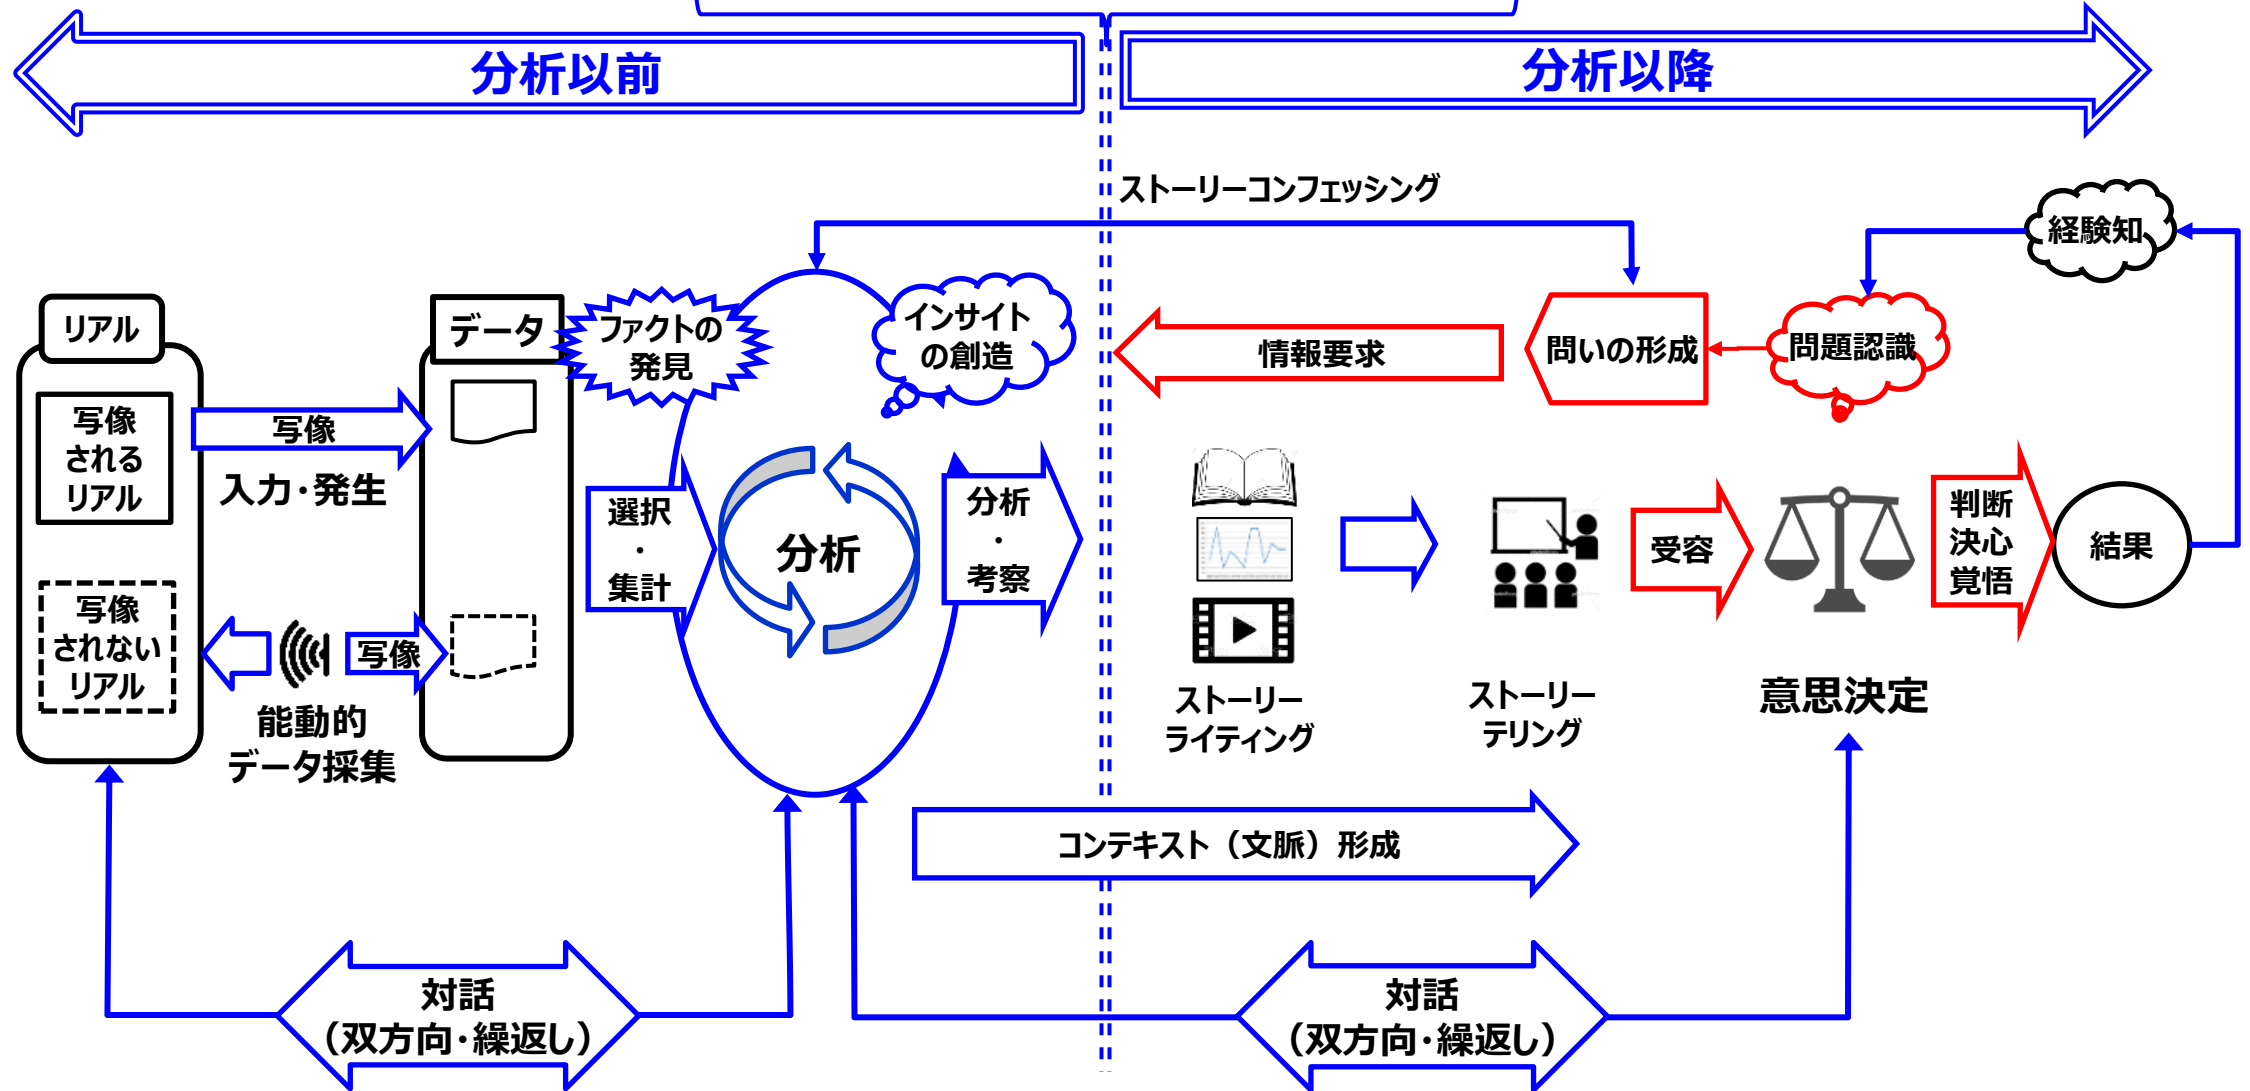 分析以前
分析以降
ストーリーコンフェッシング
経験知
リアル
データ
ファクトの
発見
インサイト
の創造
情報要求
問いの形成
問題認識
写像
される
リアル
写像
入力・発生
選択
・
集計
分析
分析
・
考察
受容
判断
決心
覚悟
結果
写像
されない
リアル
写像
能動的
データ採集
ストーリー
ライティング
ストーリー
テリング
意思決定
コンテキスト（文脈）形成
対話
（双方向・繰返し）
対話
（双方向・繰返し）